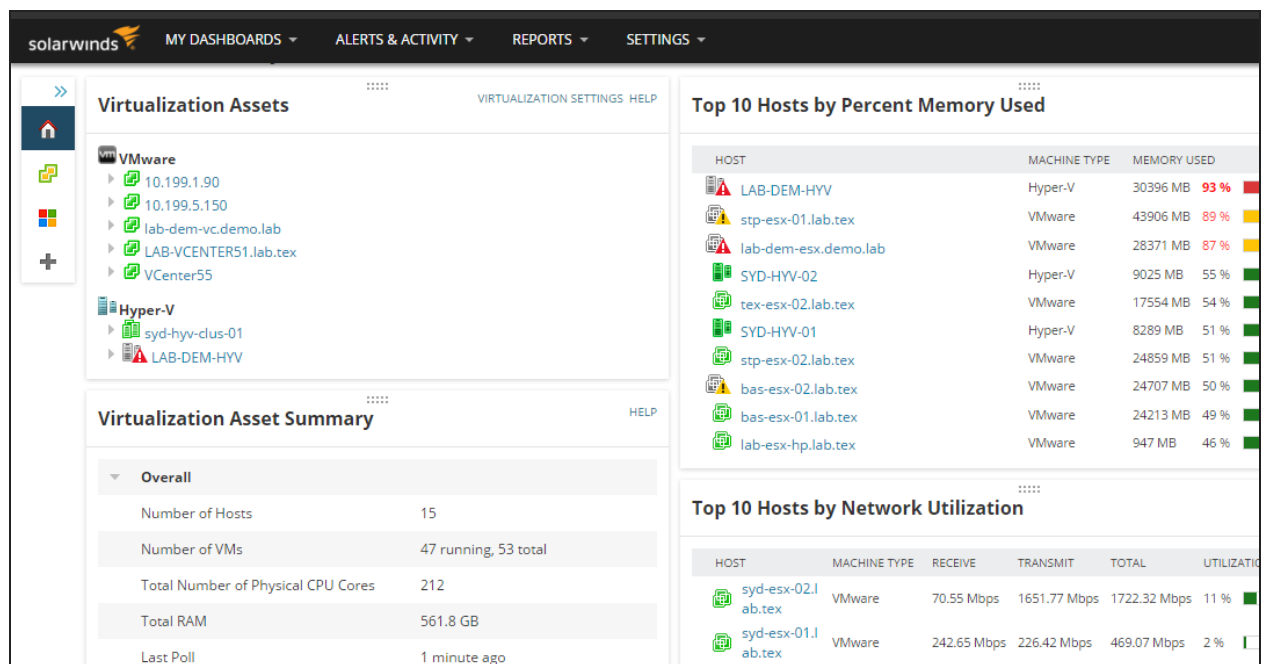 solarwinds MY DASHBOARDS ALERTS & ACTIVITY REPORTS SETTINGS
Virtualization Assets
VIRTUALIZATION SETTINGS HELP
vm VMware
10.199.1.90
10.199.5.150
lab-dem-vc.demo.lab
LAB-VCENTER51.lab.tex
VCenter55
Hyper-V
syd-hyv-clus-01
LAB-DEM-HYV
Virtualization Asset Summary
HELP
Overall
Number of Hosts 15
Number of VMs 47 running, 53 total
Total Number of Physical CPU Cores 212
Total RAM 561.8 GB
Last Poll 1 minute ago
Top 10 Hosts by Percent Memory Used
HOST MACHINE TYPE MEMORY USED
LAB-DEM-HYV Hyper-V 30396 MB 93 %
stp-esx-01.lab.tex VMware 43906 MB 89 %
lab-dem-esx.demo.lab VMware 28371 MB 87 %
SYD-HYV-02 Hyper-V 9025 MB 55 %
tex-esx-02.lab.tex VMware 17554 MB 54 %
SYD-HYV-01 Hyper-V 8289 MB 51 %
stp-esx-02.lab.tex VMware 24859 MB 51 %
bas-esx-02.lab.tex VMware 24707 MB 50 %
bas-esx-01.lab.tex VMware 24213 MB 49 %
lab-esx-hp.lab.tex VMware 947 MB 46 %
Top 10 Hosts by Network Utilization
HOST MACHINE TYPE RECEIVE TRANSMIT TOTAL
syd-esx-02.l
ab.tex VMware 70.55 Mbps 1651.77 Mbps 1722.32 Mbps 11 %
syd-esx-01.l
ab.tex VMware 242.65 Mbps 226.42 Mbps 469.07 Mbps 2 %